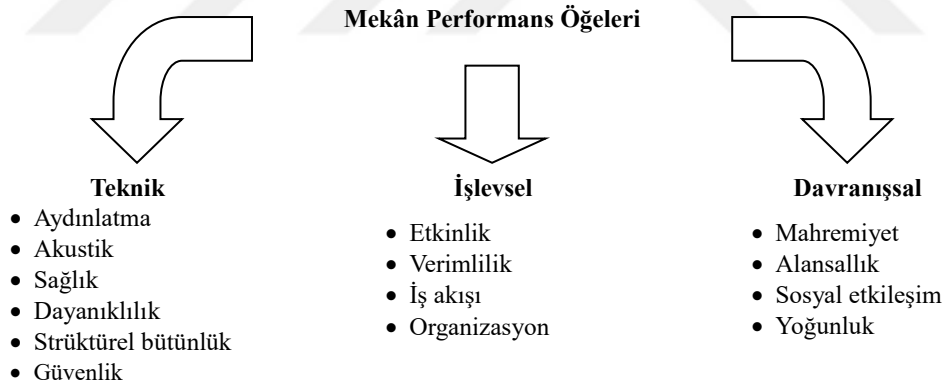 Mekân Performans Öğeleri
Teknik
• Aydınlatma
• Akustik
• Sağlık
• Dayanıklılık
• Strüktürel bütünlük
• Güvenlik
İşlevsel
• Etkinlik
• Verimlilik
• İş akışı
• Organizasyon
Davranışsal
• Mahremiyet
• Alansallık
• Sosyal etkileşim
• Yoğunluk